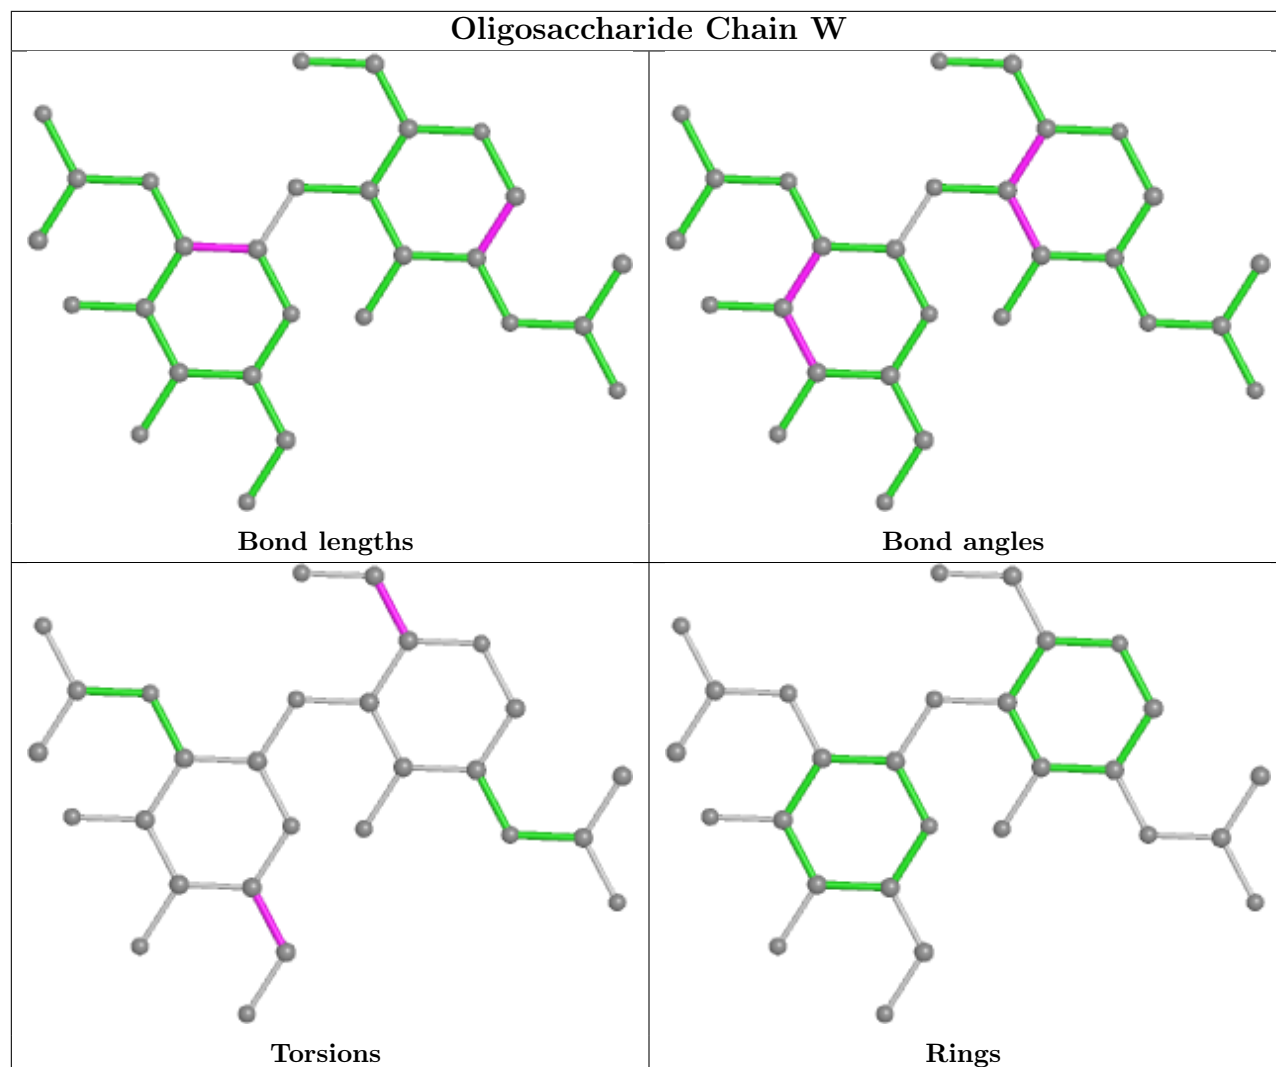 Oligosaccharide Chain W
Bond lengths
Bond angles
Torsions
Rings